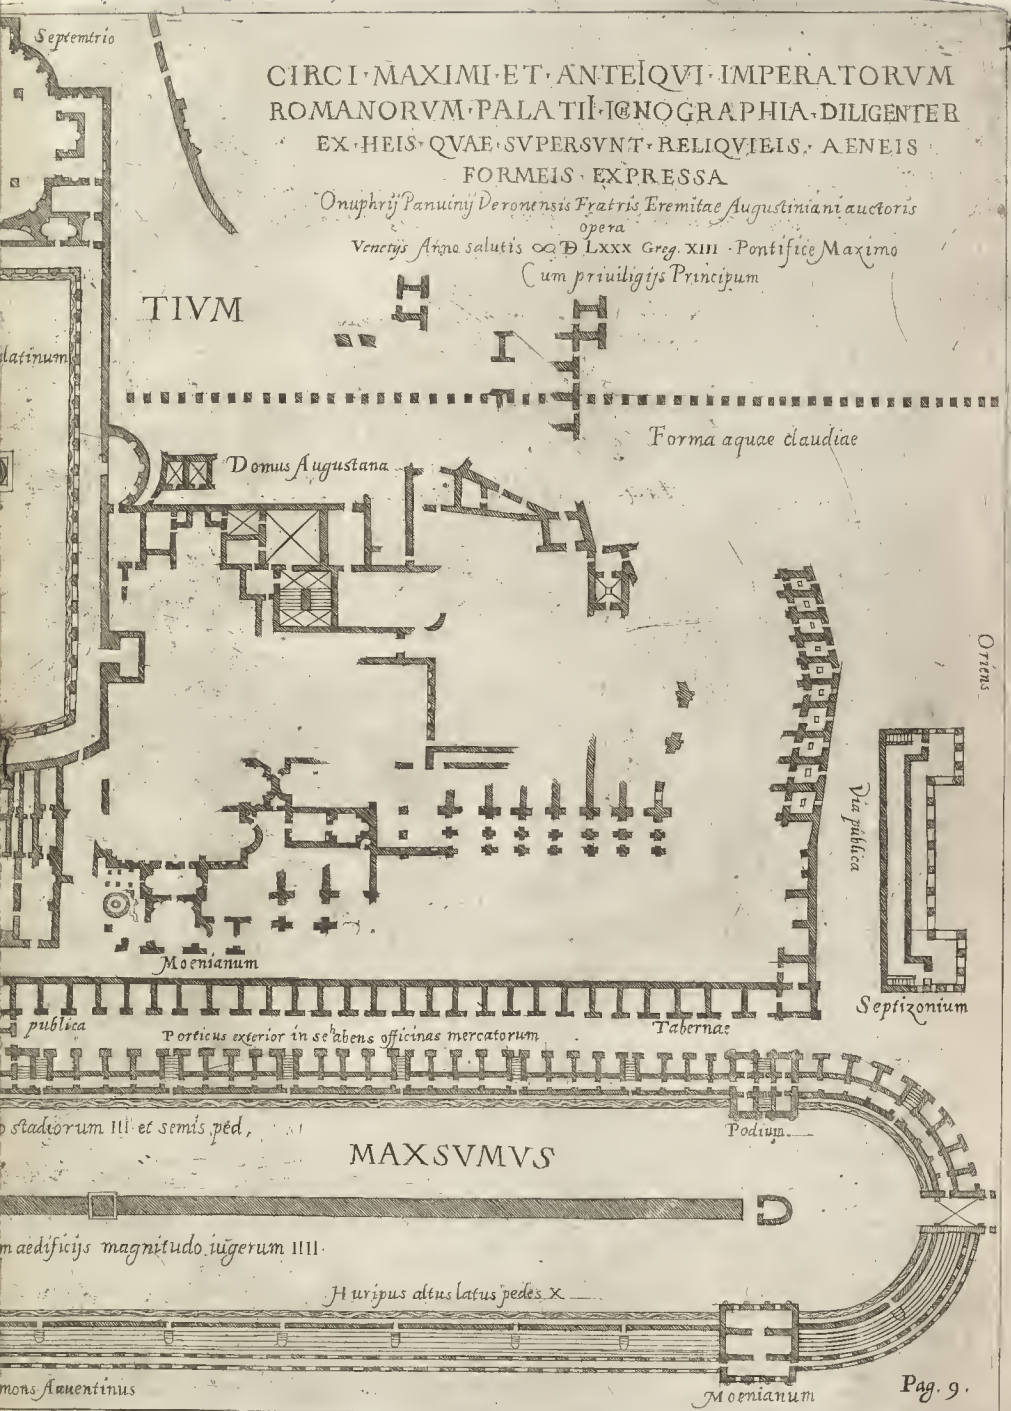 Septemtrio
CIRCI · MAXIMI · ET · ANTEIQVI · IMPERATORVM
ROMANORVM · PALATII · ICNOGRAPHIA · DILIGENTER
EX · HEIS · QVAE · SVPERSVNT · RELIQVIEIS · AENEIS
FORMEIS · EXPRESSA
Onuphrij Panuinij Veronensis Fratris Eremitae Augustiniani auctoris
opera
Venetijs Anno salutis ∞ D LXXX Greg. XIII · Pontifice Maximo
Cum priuiligijs Principum
TIVM
latinum
Forma aquae claudiae
Domus Augustana
Oriens
Via publica
Moenianum
Septizonium
publica
Porticus exterior in se habens officinas mercatorum
Tabernae
stadiorum III et semis ped,
Podium
MAXSVMVS
m aedificijs magnitudo iugerum IIII ·
Huripus altus latus pedes X
mons Auuentinus
Moenianum
Pag. 9.